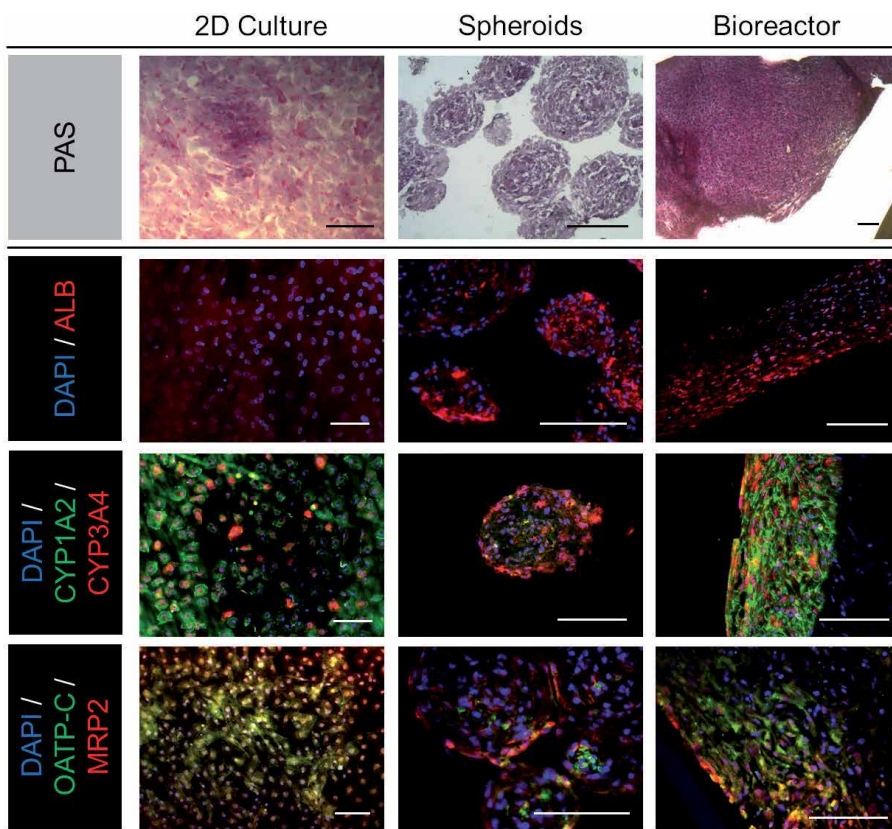 2D Culture Spheroids Bioreactor
PAS
DAPI / ALB
DAPI /
CYP1A2 /
CYP3A4
DAPI /
OATP-C /
MRP2